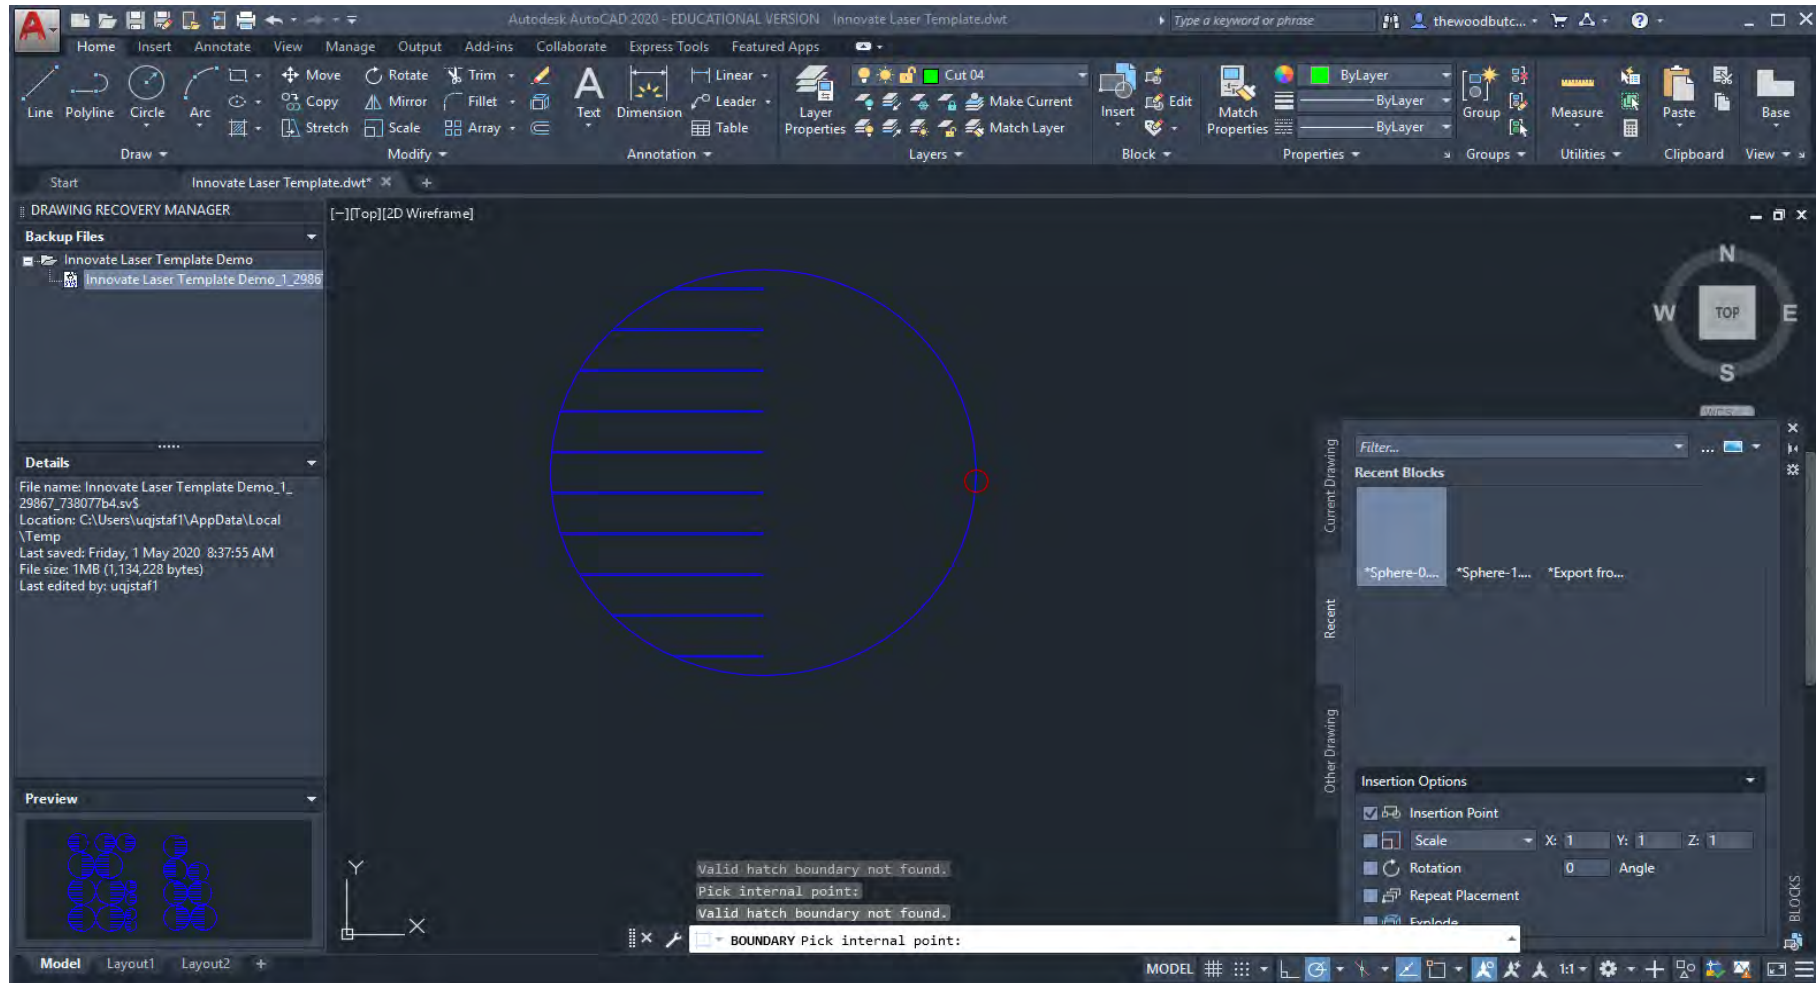 Autodesk AutoCAD 2020 - EDUCATIONAL VERSION Innovate Laser Template.dwt
Type a keyword or phrase
thewoodbutc...
Home Insert Annotate View Manage Output Add-ins Collaborate Express Tools Featured Apps
Line Polyline Circle Arc
Move Rotate Trim
Copy Mirror Fillet
Stretch Scale Array
Text Dimension
Linear
Leader
Table
Layer Properties
Cut 04
Make Current
Match Layer
Insert
Edit
Match Properties
ByLayer
ByLayer
ByLayer
Group
Measure
Paste
Base
Draw Modify Annotation Layers Block Properties Groups Utilities Clipboard View
Start Innovate Laser Template.dwt*
DRAWING RECOVERY MANAGER
Backup Files
Innovate Laser Template Demo
Innovate Laser Template Demo_1_2986
Details
File name: Innovate Laser Template Demo_1_
29867_738077b4.sv$
Location: C:\Users\uqjstaf1\AppData\Local
\Temp
Last saved: Friday, 1 May 2020 8:37:55 AM
File size: 1MB (1,134,228 bytes)
Last edited by: uqjstaf1
Preview
[−][Top][2D Wireframe]
N
W TOP E
S
WCS
Current Drawing
Recent
Other Drawing
Filter...
Recent Blocks
*Sphere-0.... *Sphere-1.... *Export fro...
Insertion Options
Insertion Point
Scale X: 1 Y: 1 Z: 1
Rotation 0 Angle
Repeat Placement
Explode
BLOCKS
Y
X
Valid hatch boundary not found.
Pick internal point:
Valid hatch boundary not found.
BOUNDARY Pick internal point:
Model Layout1 Layout2 +
MODEL 1:1